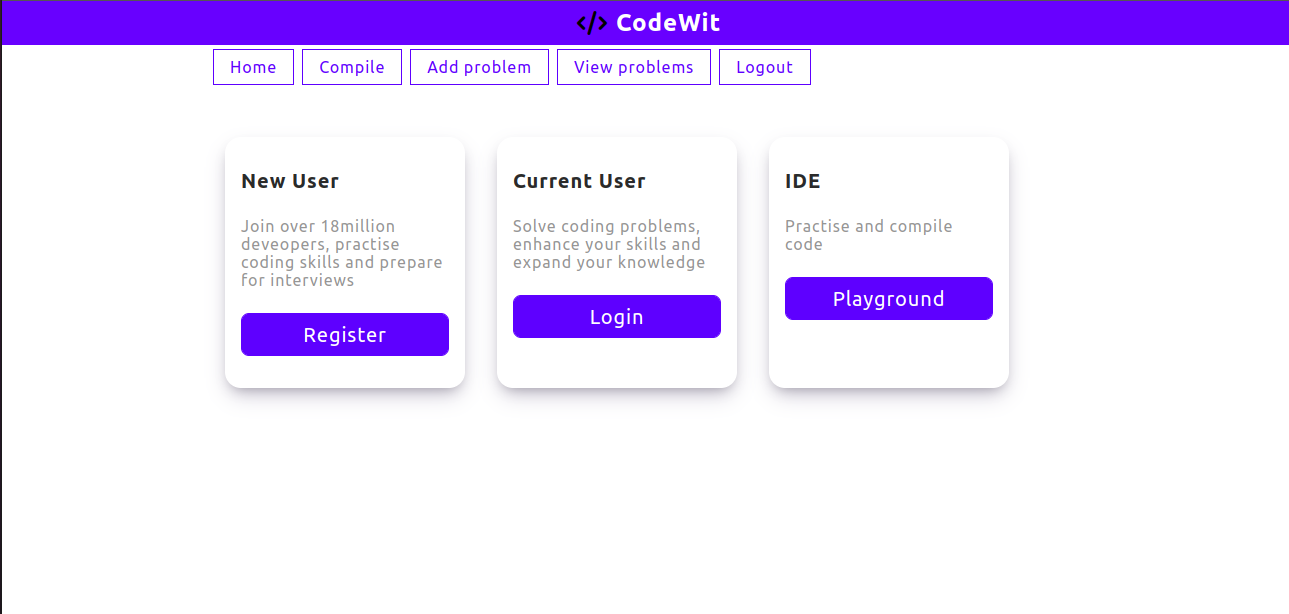 </> CodeWit
Home Compile Add problem View problems Logout
New User
Join over 18million
deveopers, practise
coding skills and prepare
for interviews
Register
Current User
Solve coding problems,
enhance your skills and
expand your knowledge
Login
IDE
Practise and compile
code
Playground